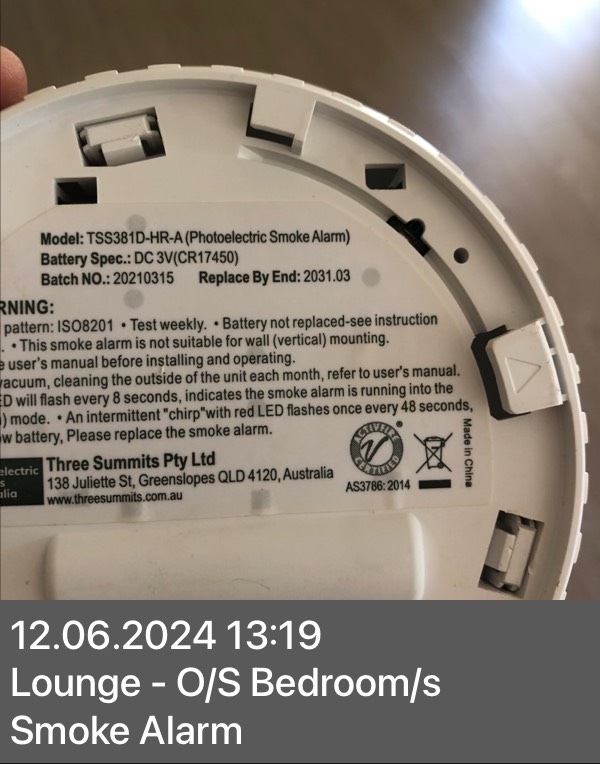 Model: TSS381D-HR-A (Photoelectric Smoke Alarm)
Battery Spec.: DC 3V(CR17450)
Batch NO.: 20210315 Replace By End: 2031.03
RNING:
pattern: ISO8201 • Test weekly. • Battery not replaced-see instruction
. • This smoke alarm is not suitable for wall (vertical) mounting.
e user's manual before installing and operating.
vacuum, cleaning the outside of the unit each month, refer to user's manual.
ED will flash every 8 seconds, indicates the smoke alarm is running into the
) mode. • An intermittent "chirp"with red LED flashes once every 48 seconds,
w battery, Please replace the smoke alarm.
electric
s
alia
Three Summits Pty Ltd
138 Juliette St, Greenslopes QLD 4120, Australia
www.threesummits.com.au
AS3786: 2014
Made in China
12.06.2024 13:19
Lounge - O/S Bedroom/s
Smoke Alarm